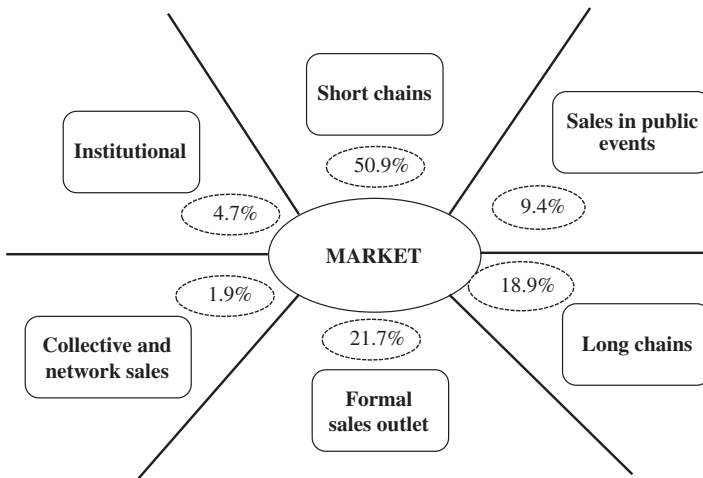 Short chains
50.9%
Sales in public
events
9.4%
Institutional
4.7%
MARKET
1.9%
Collective and
network sales
21.7%
Formal
sales outlet
18.9%
Long chains